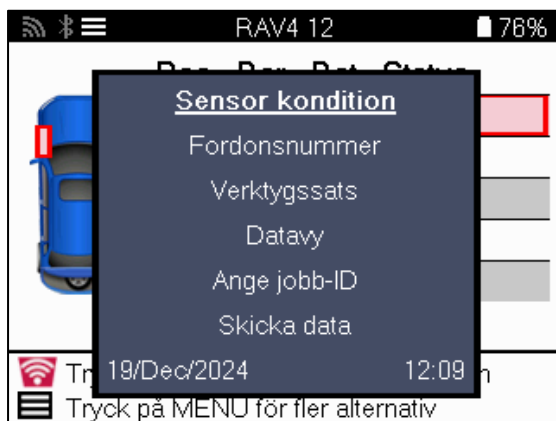 RAV4 12 76%
Sensor kondition
Fordonsnummer
Verktygssats
Datavy
Ange jobb-ID
Skicka data
19/Dec/2024 12:09
Tryck på MENU för fler alternativ